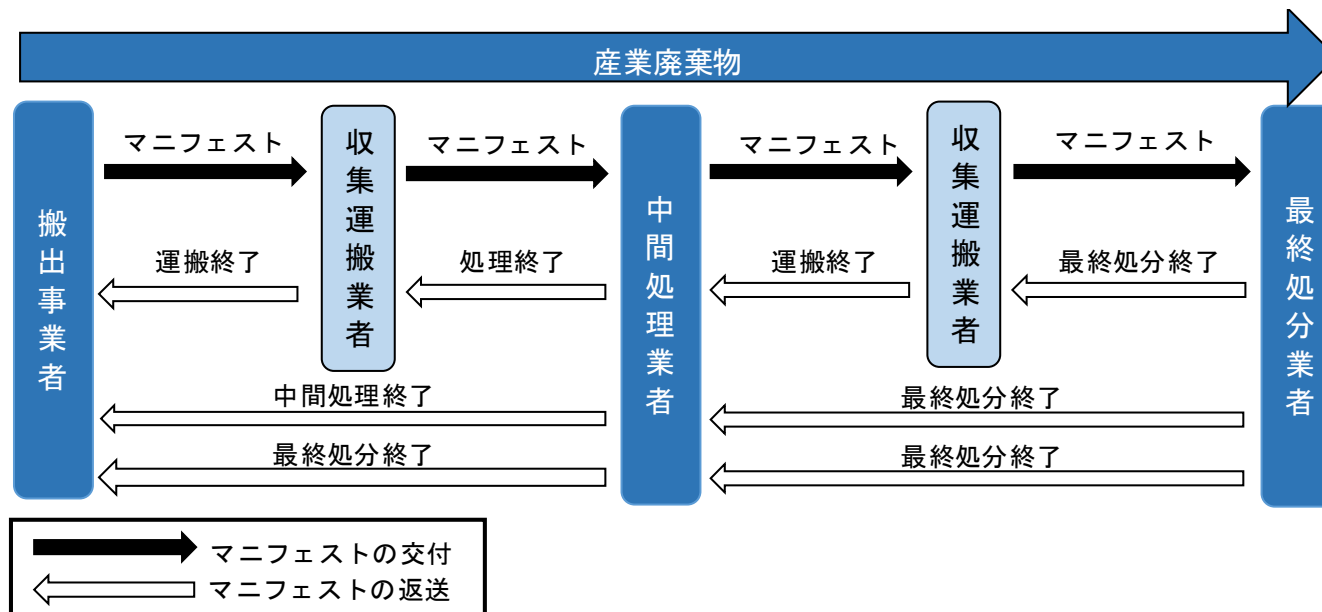 産業廃棄物
搬出事業者
マニフェスト
収集運搬業者
マニフェスト
中間処理業者
マニフェスト
収集運搬業者
マニフェスト
最終処分業者
運搬終了
処理終了
運搬終了
最終処分終了
中間処理終了
最終処分終了
最終処分終了
最終処分終了
マニフェストの交付
マニフェストの返送